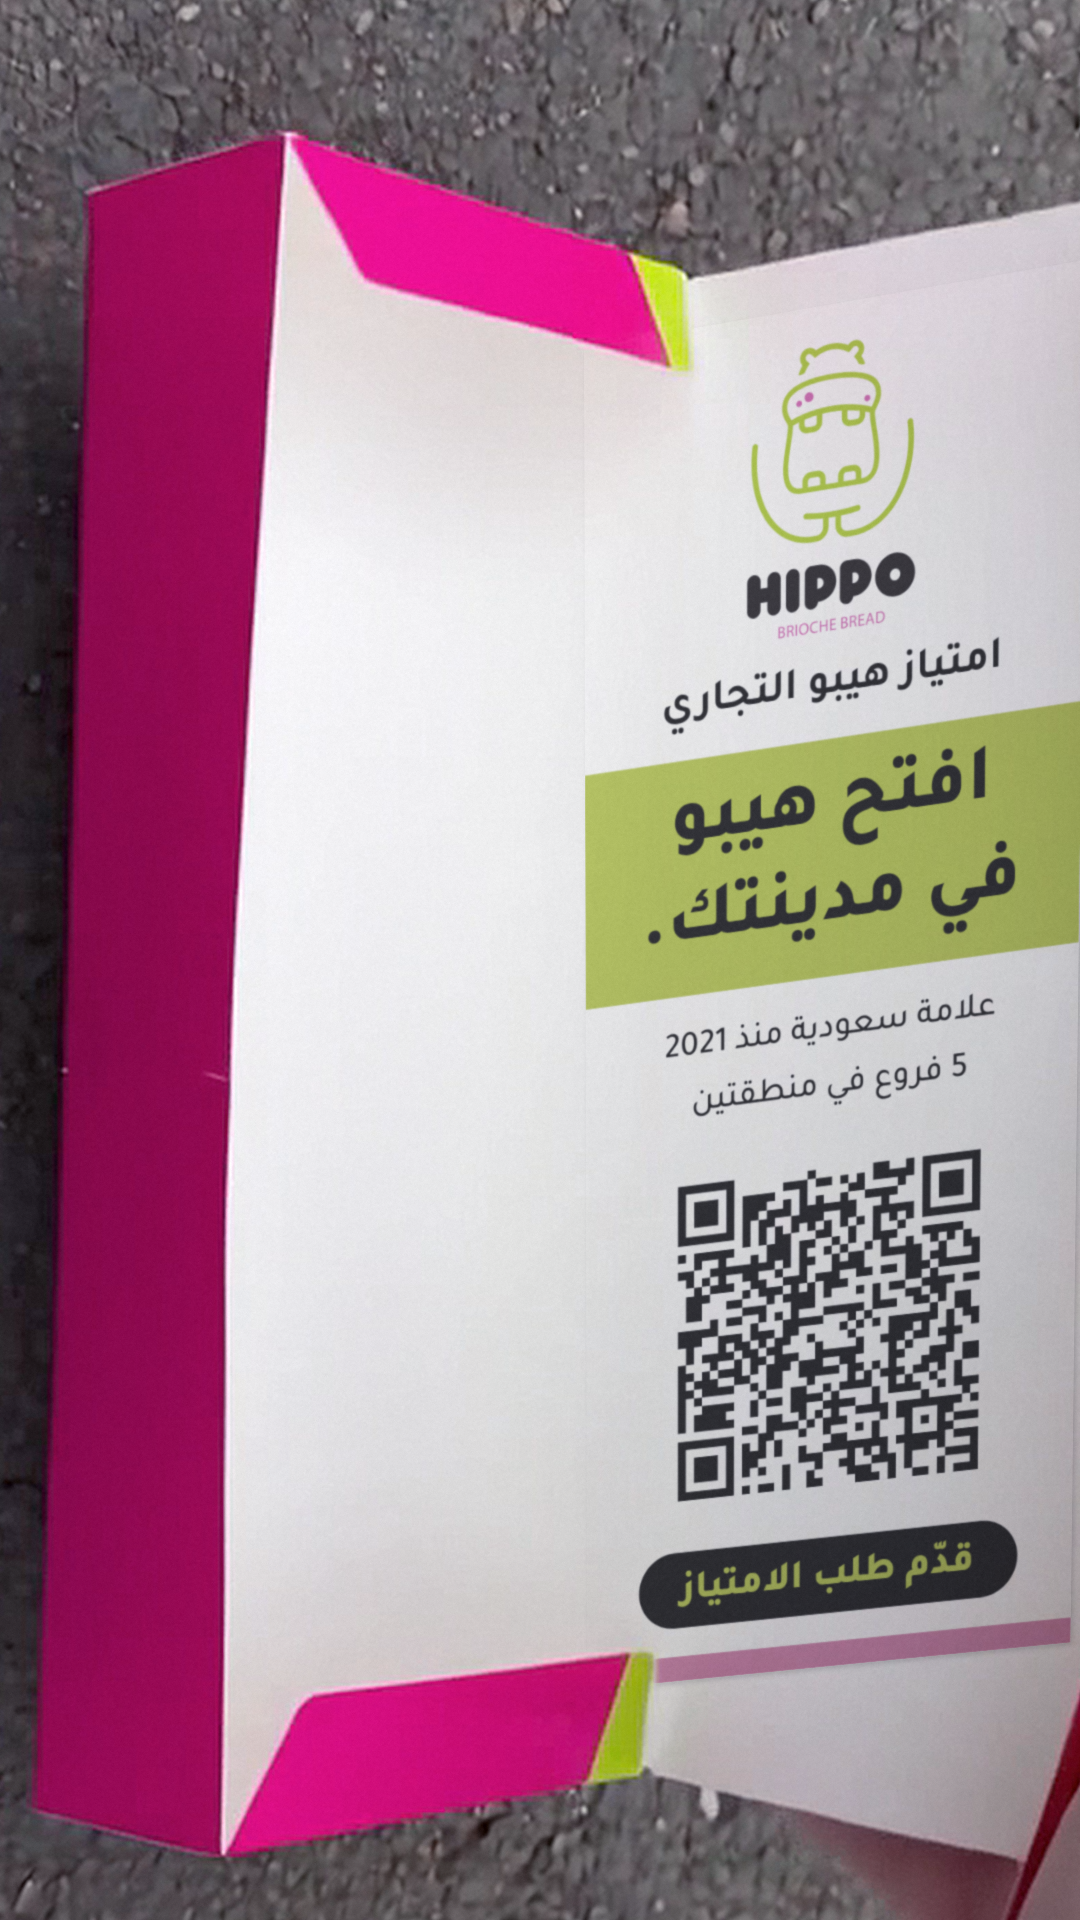 HIPPO
BRIOCHE BREAD
امتياز هيبو التجاري
افتح هيبو
في مدينتك.
علامة سعودية منذ 2021
5 فروع في منطقتين
قدّم طلب الامتياز